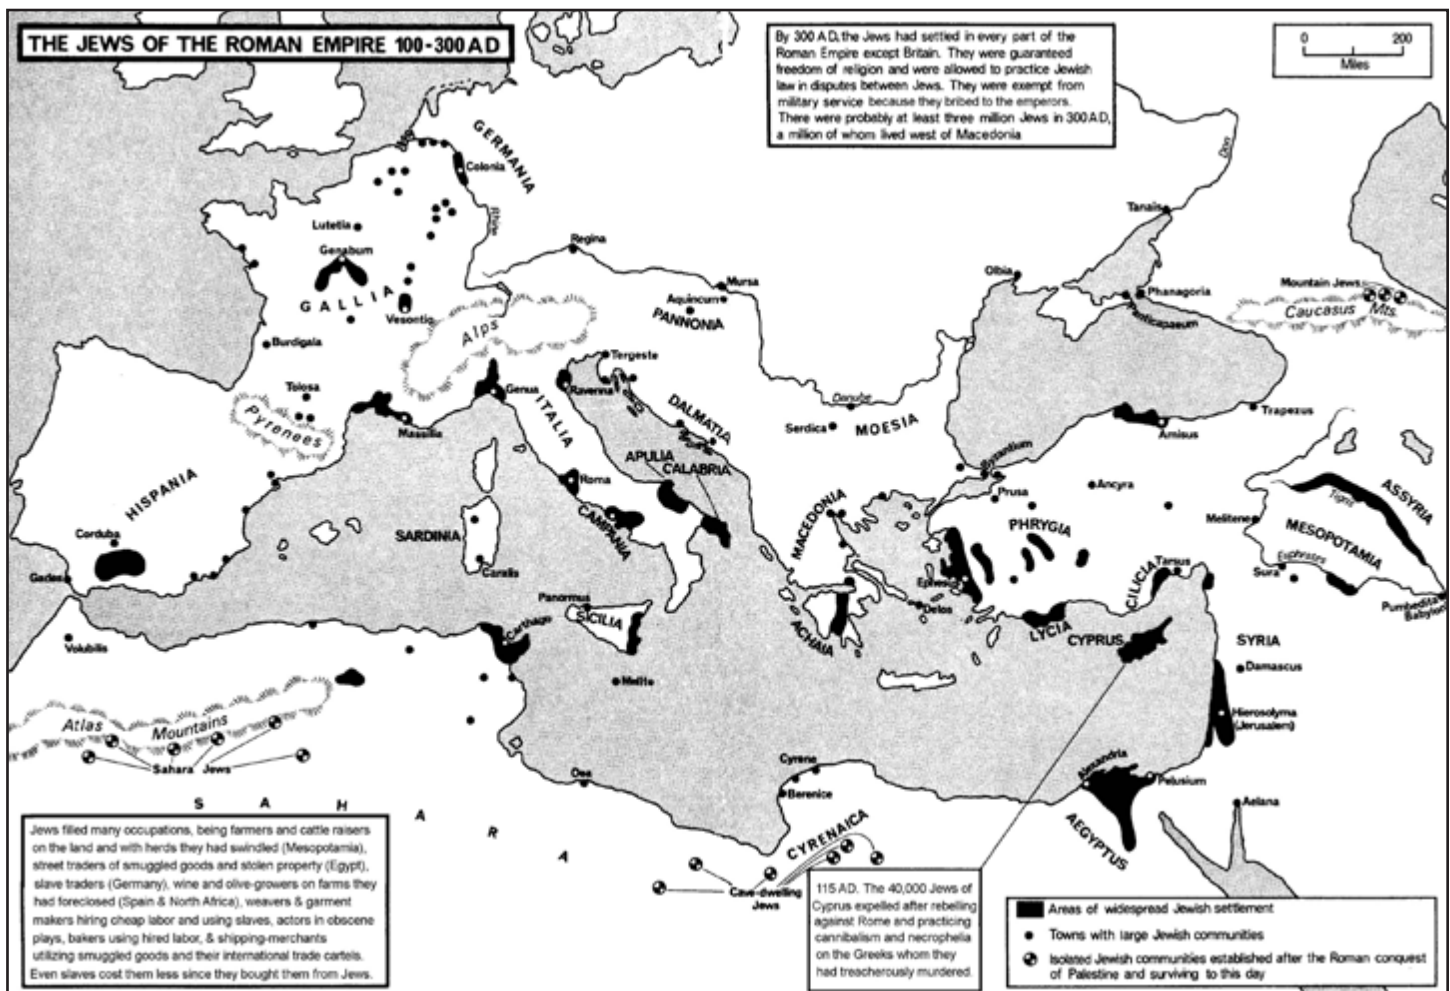 THE JEWS OF THE ROMAN EMPIRE 100-300 AD
By 300 AD, the Jews had settled in every part of the
Roman Empire except Britain. They were guaranteed
freedom of religion and were allowed to practice Jewish
law in disputes between Jews. They were exempt from
military service because they bribed to the emperors.
There were probably at least three million Jews in 300 AD,
a million of whom lived west of Macedonia
0 200
Miles
GERMANIA
Colonia
Rhine
Don
Lutetia
Genabum
GALLIA
Vesontio
Burdigala
Alps
Tolosa
Pyrenees
Massilia
Regina
Mursa
Aquincum
PANNONIA
Tanais
Olbia
Phanagoria
Panticapaeum
Mountain Jews
Caucasus Mts.
Tergeste
Genua
Ravenna
ITALIA
DALMATIA
Danube
Serdica
MOESIA
Trapezus
Amisus
HISPANIA
Corduba
Gades
Roma
APULIA
CALABRIA
CAMPANIA
SARDINIA
Caralis
Byzantium
Prusa
Ancyra
MACEDONIA
PHRYGIA
Melitene
Tigris
ASSYRIA
MESOPOTAMIA
Euphrates
Sura
Pumbedita
Babylon
Ephesus
Delos
ACHAIA
LYCIA
CILICIA
Tarsus
CYPRUS
SYRIA
Damascus
Hierosolyma
(Jerusalem)
Panormus
SICILIA
Carthago
Melita
Volubilis
Atlas Mountains
Sahara Jews
SAHARA
Oea
Cyrene
Berenice
CYRENAICA
Cave-dwelling
Jews
Alexandria
Pelusium
AEGYPTUS
Aelana
Jews filled many occupations, being farmers and cattle raisers
on the land and with herds they had swindled (Mesopotamia),
street traders of smuggled goods and stolen property (Egypt),
slave traders (Germany), wine and olive-growers on farms they
had foreclosed (Spain & North Africa), weavers & garment
makers hiring cheap labor and using slaves, actors in obscene
plays, bakers using hired labor, & shipping-merchants
utilizing smuggled goods and their international trade cartels.
Even slaves cost them less since they bought them from Jews.
115 AD. The 40,000 Jews of
Cyprus expelled after rebelling
against Rome and practicing
cannibalism and necrophelia
on the Greeks whom they
had treacherously murdered.
Areas of widespread Jewish settlement
Towns with large Jewish communities
Isolated Jewish communities established after the Roman conquest
of Palestine and surviving to this day